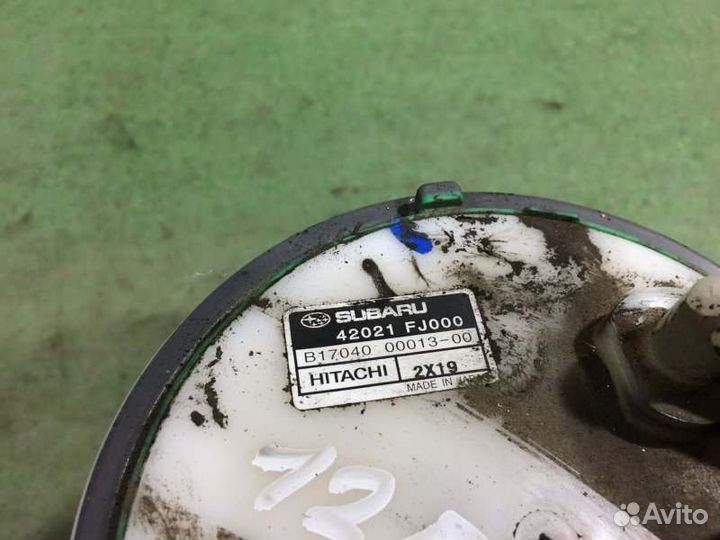 SUBARU
42021 FJ000
B17040 00013-00
HITACHI 2X19
MADE IN JAPAN
Avito